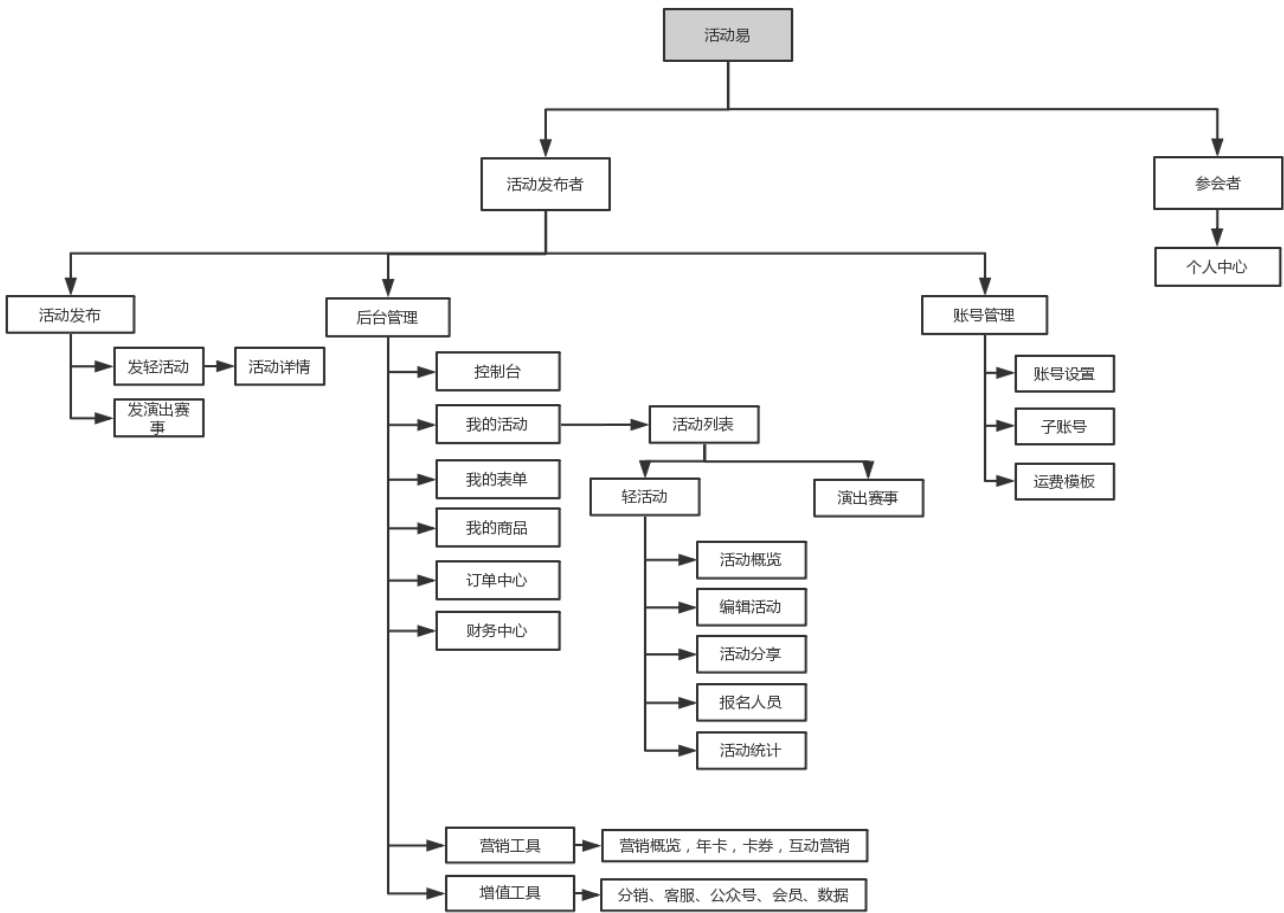 活动易
活动发布者
参会者
个人中心
活动发布
后台管理
账号管理
发轻活动
活动详情
发演出赛
事
控制台
我的活动
活动列表
我的表单
我的商品
订单中心
财务中心
轻活动
演出赛事
活动概览
编辑活动
活动分享
报名人员
活动统计
账号设置
子账号
运费模板
营销工具
营销概览，年卡，卡券，互动营销
增值工具
分销、客服、公众号、会员、数据